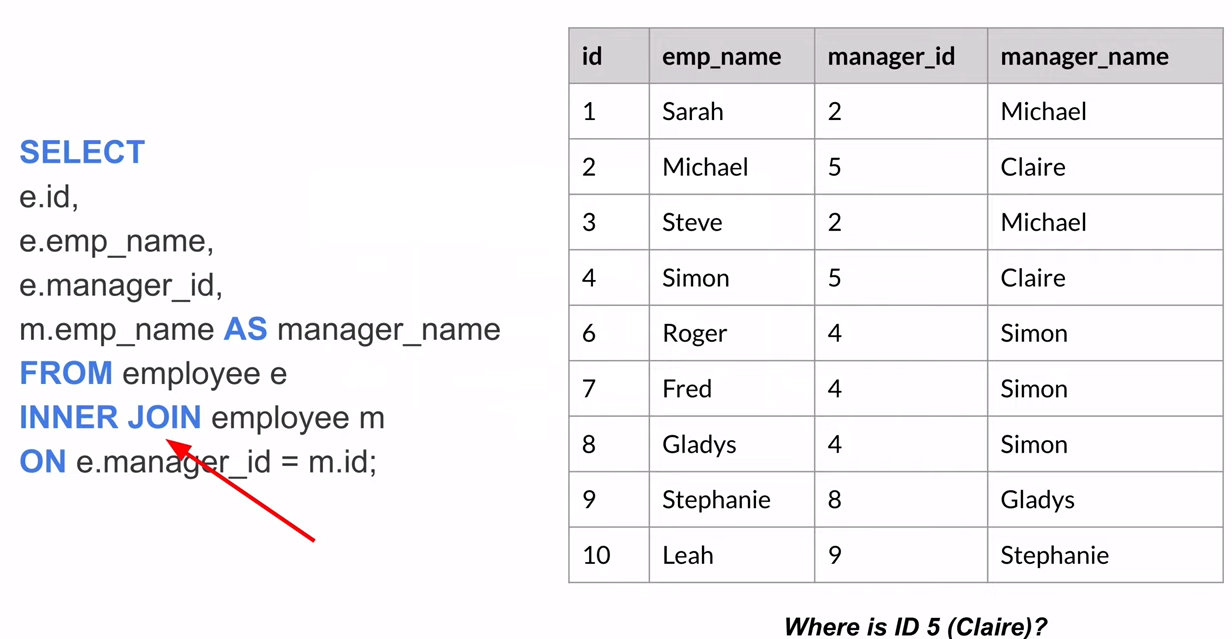 SELECT
e.id,
e.emp_name,
e.manager_id,
m.emp_name AS manager_name
FROM employee e
INNER JOIN employee m
ON e.manager_id = m.id;
id emp_name manager_id manager_name
1 Sarah 2 Michael
2 Michael 5 Claire
3 Steve 2 Michael
4 Simon 5 Claire
6 Roger 4 Simon
7 Fred 4 Simon
8 Gladys 4 Simon
9 Stephanie 8 Gladys
10 Leah 9 Stephanie
Where is ID 5 (Claire)?